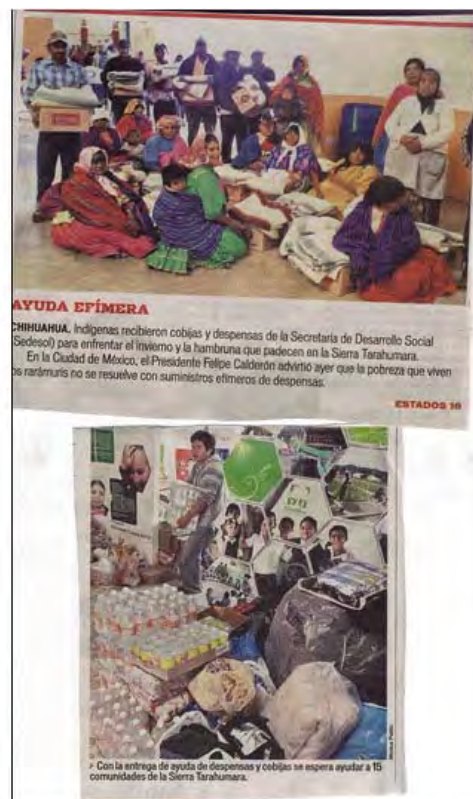 AYUDA EFÍMERA
CHIHUAHUA. Indígenas recibieron cobijas y despensas de la Secretaría de Desarrollo Social
Sedesol) para enfrentar el invierno y la hambruna que padecen en la Sierra Tarahumara.
En la Ciudad de México, el Presidente Felipe Calderón advirtió ayer que la pobreza que viven
os rarámuris no se resuelve con suministros efímeros de despensas.
ESTADOS 16
Con la entrega de ayuda de despensas y cobijas se espera ayudar a 15
comunidades de la Sierra Tarahumara.